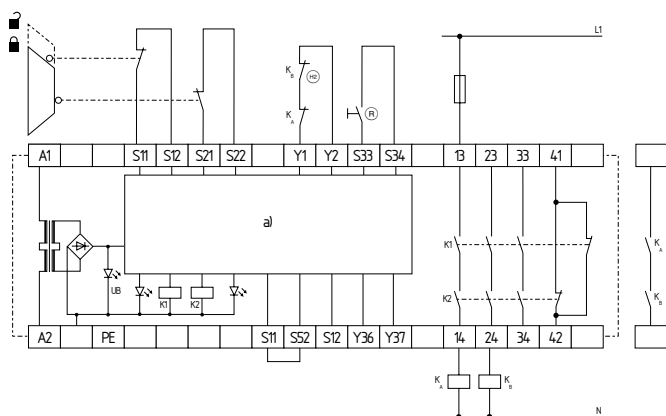 L1
K_B
H2
K_A
R
A1 S11 S12 S21 S22 Y1 Y2 S33 S34 13 23 33 41
a)
K1
K_A
UB
K1 K2
K2
K_B
A2 PE S11 S52 S12 Y36 Y37 14 24 34 42
K_A K_B
N